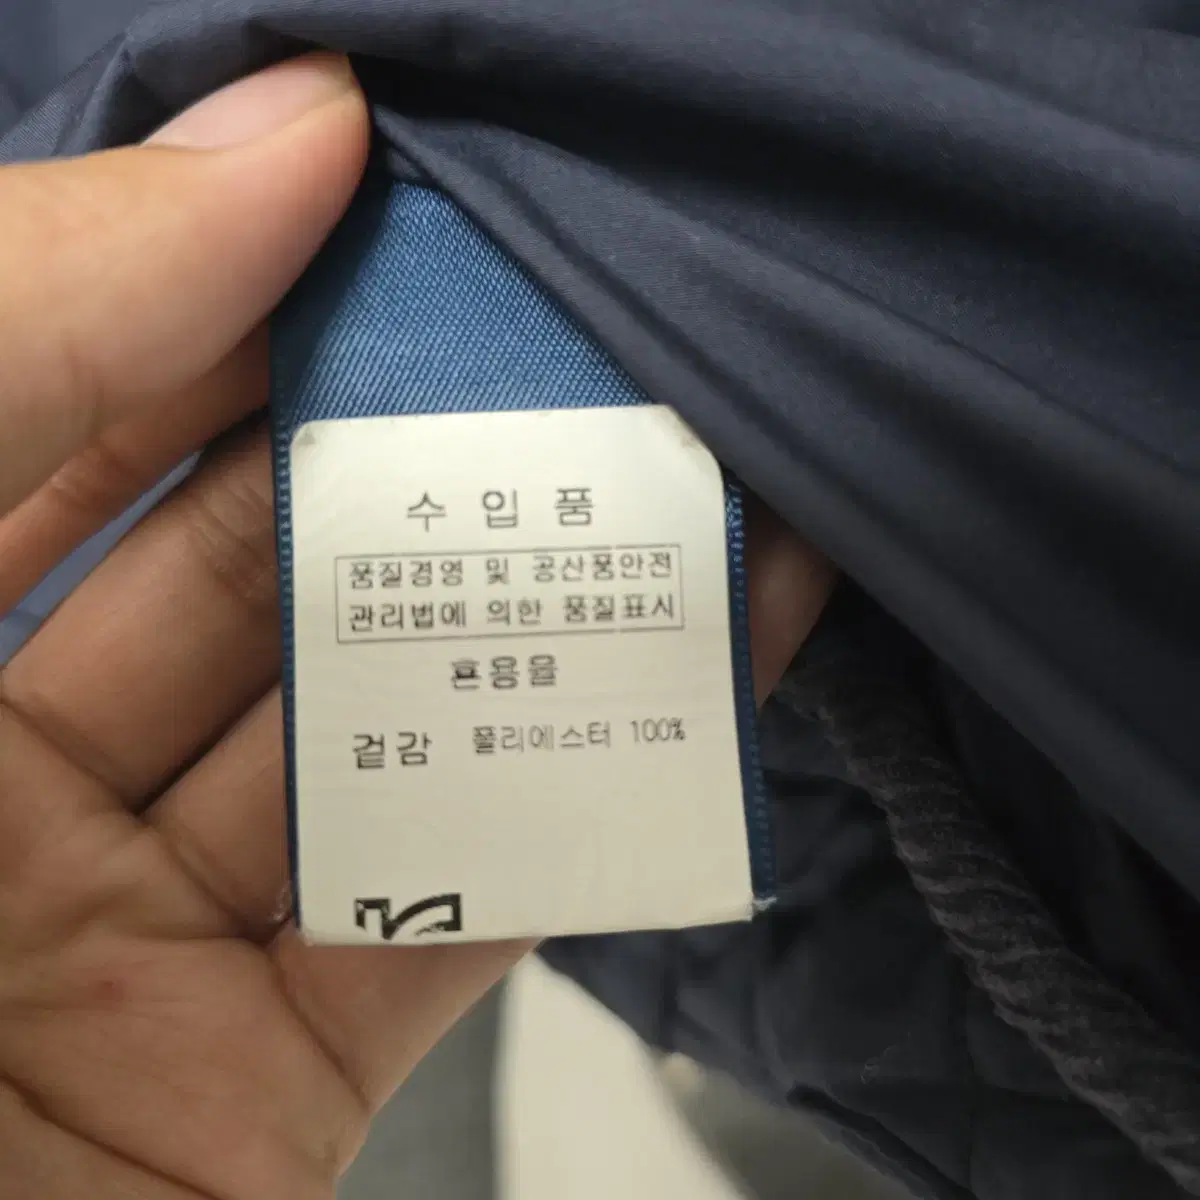 수 입 품
품질경영 및 공산품안전
관리법에 의한 품질표시
혼용율
겉감 폴리에스터 100%